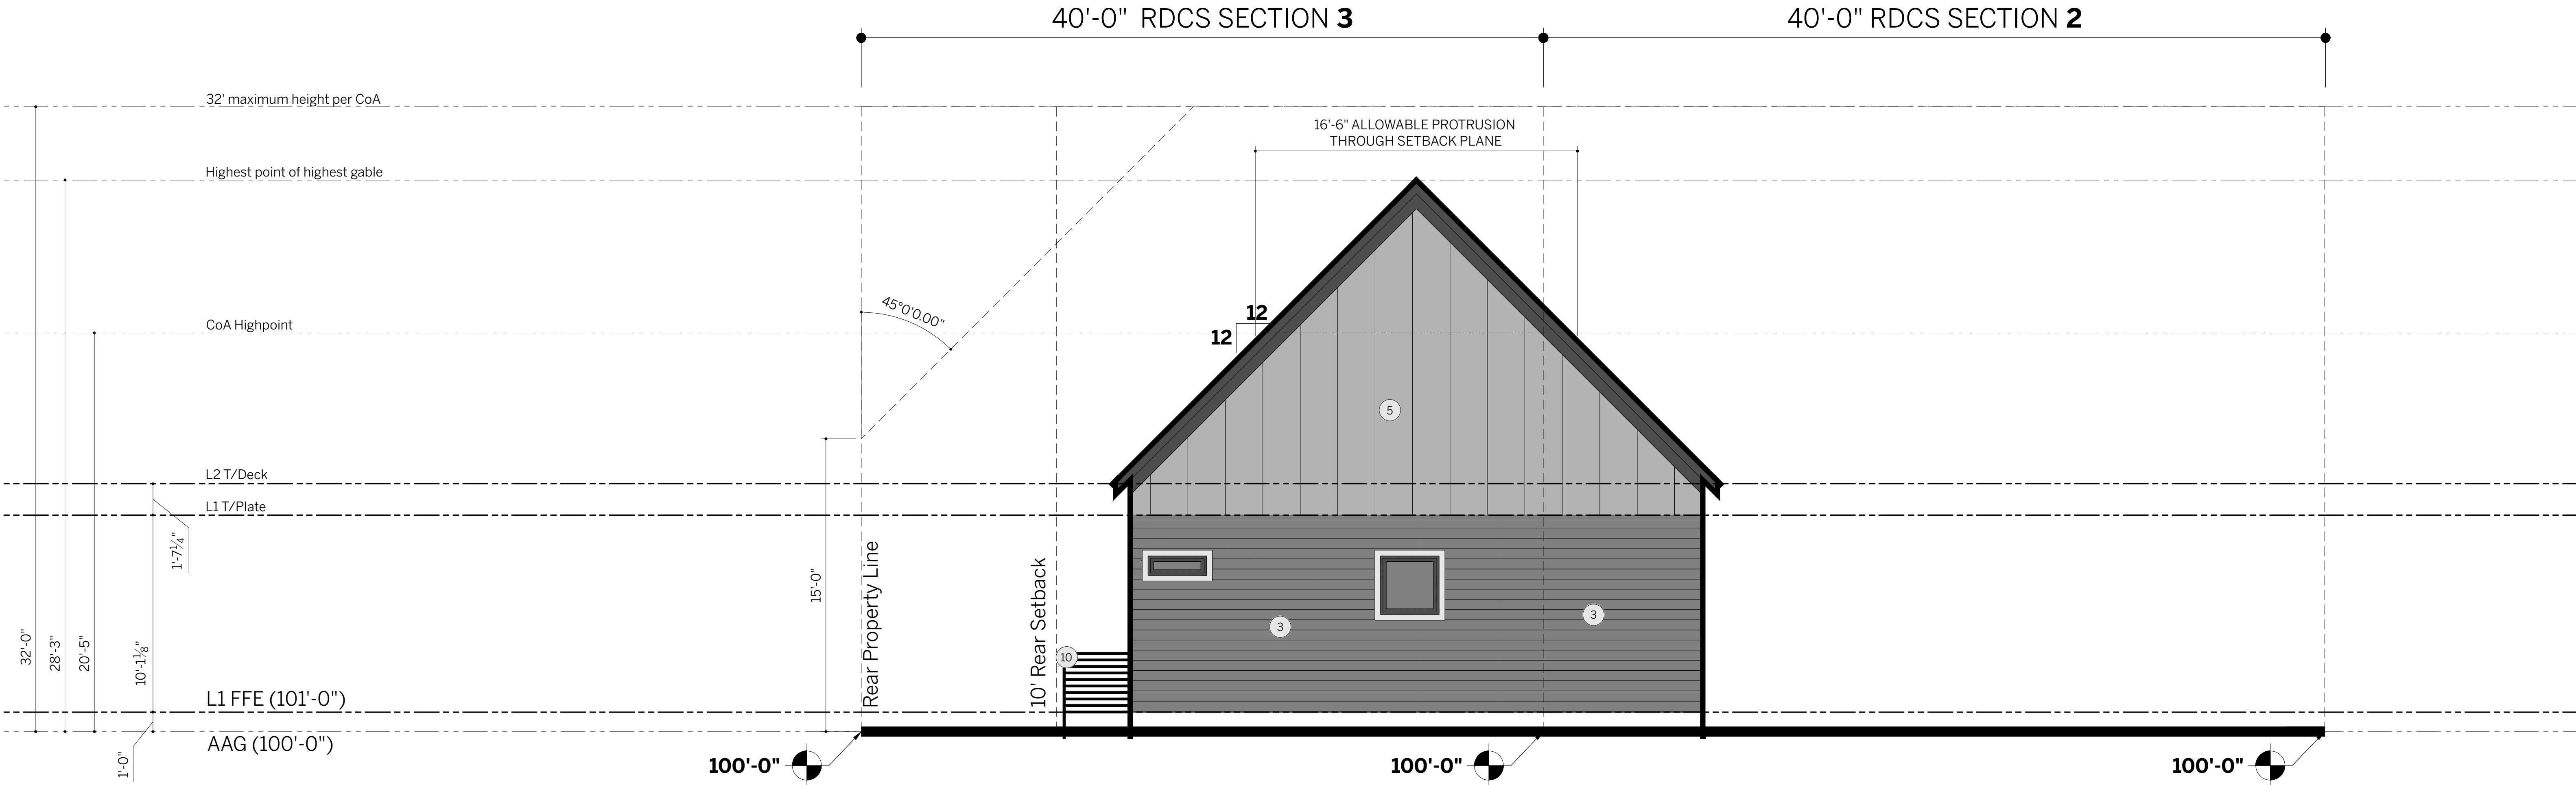 40'-0" RDCS SECTION 3
40'-0" RDCS SECTION 2
32' maximum height per CoA
16'-6" ALLOWABLE PROTRUSION
THROUGH SETBACK PLANE
Highest point of highest gable
45°0'0.00"
12
12
CoA Highpoint
5
L2 T/Deck
L1 T/Plate
1'-7¼"
15'-0"
Rear Property Line
10' Rear Setback
3
3
10
32'-0"
28'-3"
20'-5"
10'-1⅛"
L1 FFE (101'-0")
AAG (100'-0")
1'-0"
100'-0"
100'-0"
100'-0"